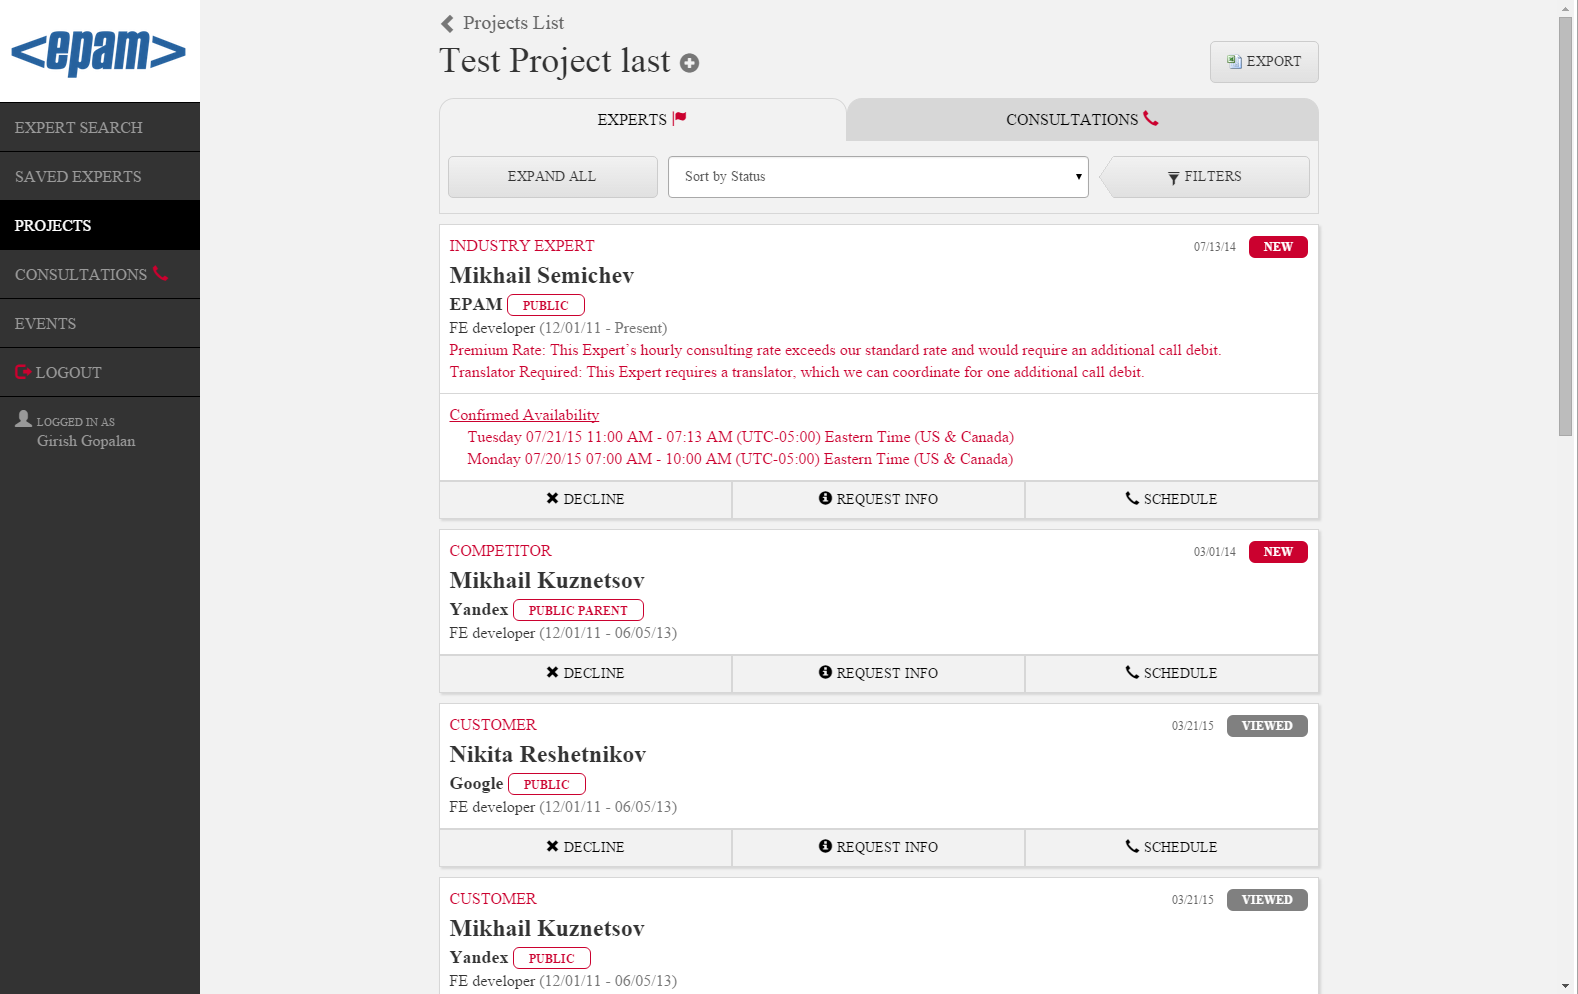 <epam>
EXPERT SEARCH
SAVED EXPERTS
PROJECTS
CONSULTATIONS
EVENTS
LOGOUT
LOGGED IN AS
Girish Gopalan
Projects List
Test Project last
EXPORT
EXPERTS
CONSULTATIONS
EXPAND ALL
Sort by Status
FILTERS
INDUSTRY EXPERT 07/13/14 NEW
Mikhail Semichev
EPAM PUBLIC
FE developer (12/01/11 - Present)
Premium Rate: This Expert's hourly consulting rate exceeds our standard rate and would require an additional call debit.
Translator Required: This Expert requires a translator, which we can coordinate for one additional call debit.
Confirmed Availability
Tuesday 07/21/15 11:00 AM - 07:13 AM (UTC-05:00) Eastern Time (US & Canada)
Monday 07/20/15 07:00 AM - 10:00 AM (UTC-05:00) Eastern Time (US & Canada)
DECLINE REQUEST INFO SCHEDULE
COMPETITOR 03/01/14 NEW
Mikhail Kuznetsov
Yandex PUBLIC PARENT
FE developer (12/01/11 - 06/05/13)
DECLINE REQUEST INFO SCHEDULE
CUSTOMER 03/21/15 VIEWED
Nikita Reshetnikov
Google PUBLIC
FE developer (12/01/11 - 06/05/13)
DECLINE REQUEST INFO SCHEDULE
CUSTOMER 03/21/15 VIEWED
Mikhail Kuznetsov
Yandex PUBLIC
FE developer (12/01/11 - 06/05/13)